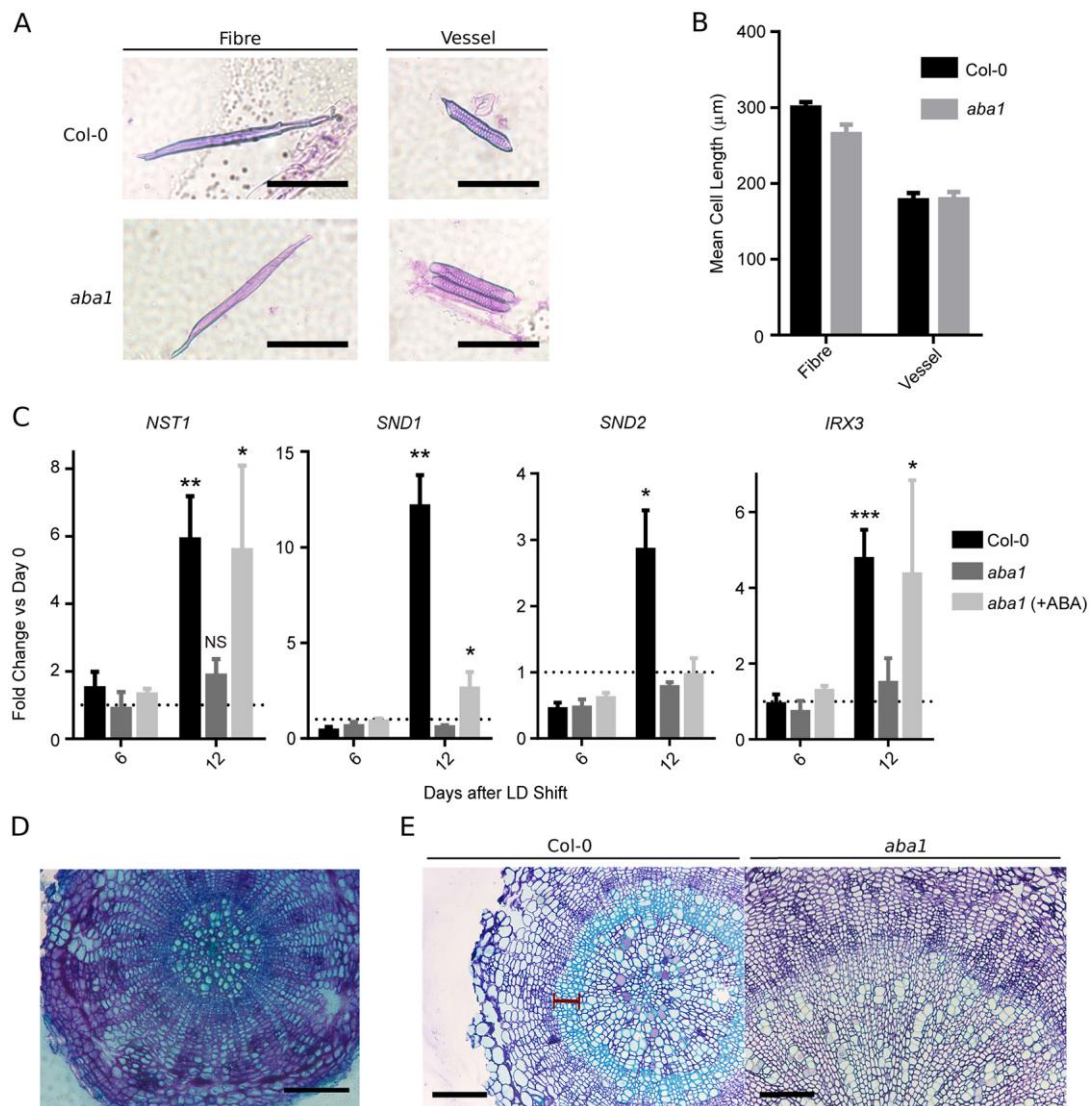 A
Fibre
Vessel
Col-0
aba1
B
400
300
200
100
0
Mean Cell Length (µm)
Fibre
Vessel
Col-0
aba1
C
NST1
SND1
SND2
IRX3
Fold Change vs Day 0
8
6
4
2
0
**
NS
*
6
12
15
10
5
0
**
*
6
12
4
3
2
1
0
*
6
12
6
4
2
0
***
*
6
12
Col-0
aba1
aba1 (+ABA)
Days after LD Shift
D
E
Col-0
aba1